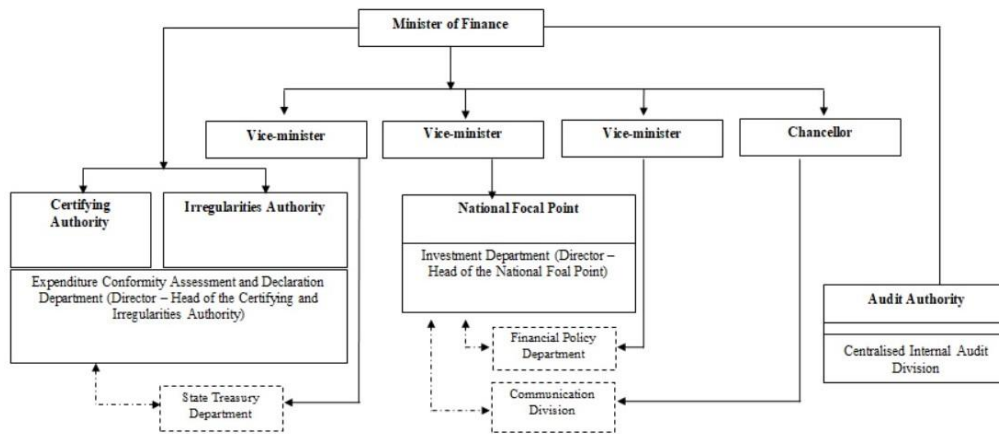 Minister of Finance
Vice-minister
Vice-minister
Vice-minister
Chancellor
Certifying
Authority
Irregularities Authority
National Focal Point
Expenditure Conformity Assessment and Declaration
Department (Director – Head of the Certifying and
Irregularities Authority)
Investment Department (Director –
Head of the National Foal Point)
Audit Authority
Centralised Internal Audit
Division
Financial Policy
Department
State Treasury
Department
Communication
Division